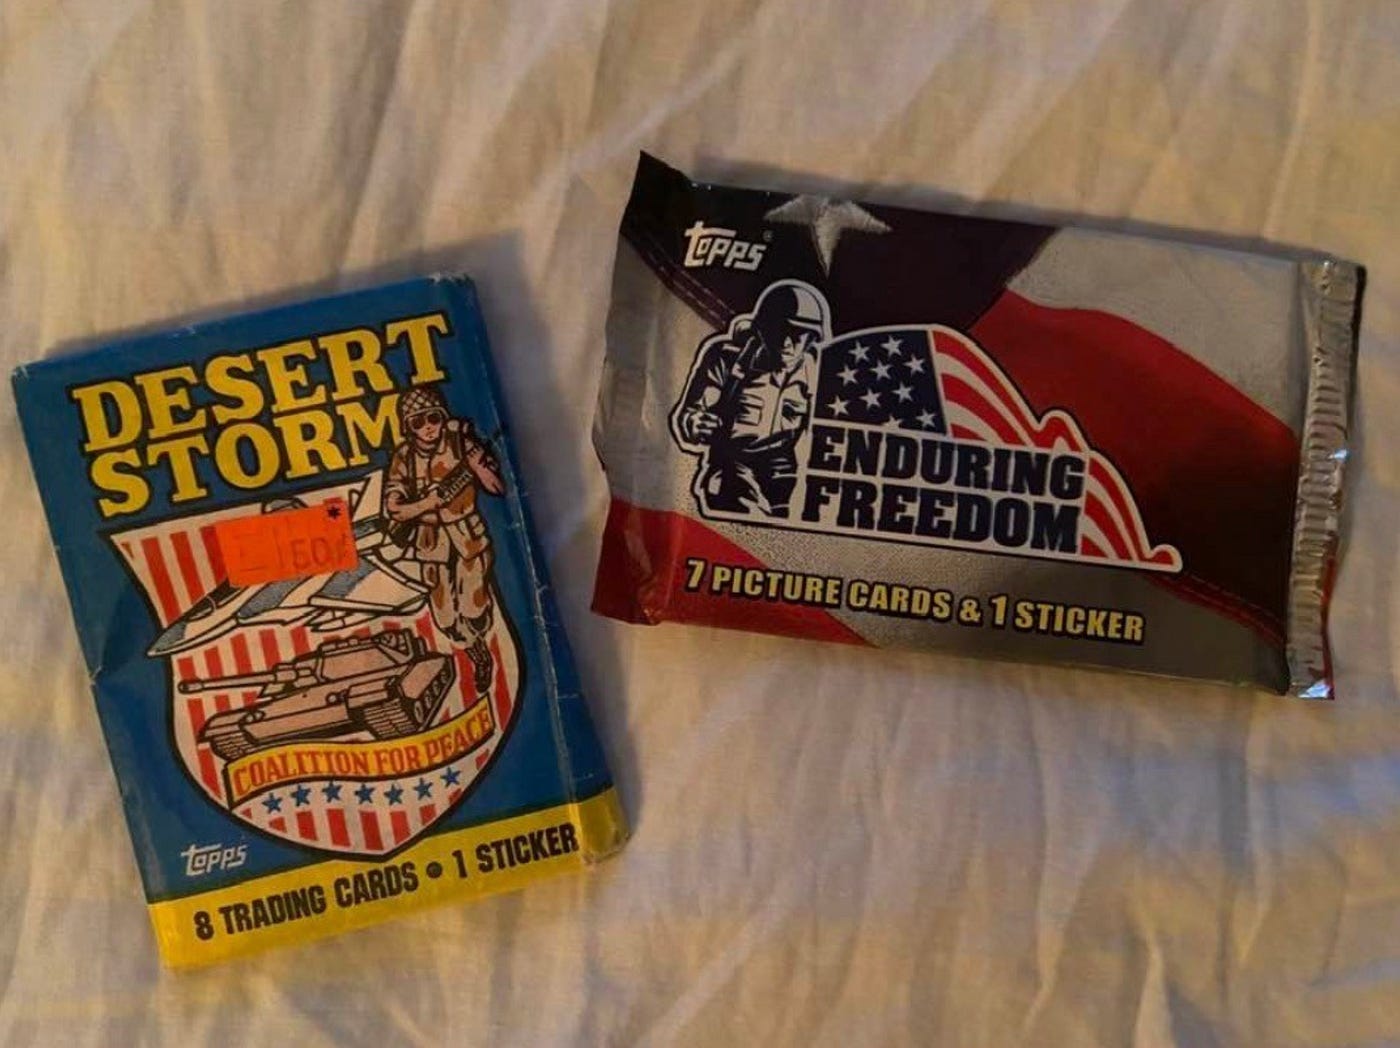 DESERT
STORM
*
COALITION FOR PEACE
topps
8 TRADING CARDS • 1 STICKER
topps®
ENDURING
FREEDOM
7 PICTURE CARDS & 1 STICKER